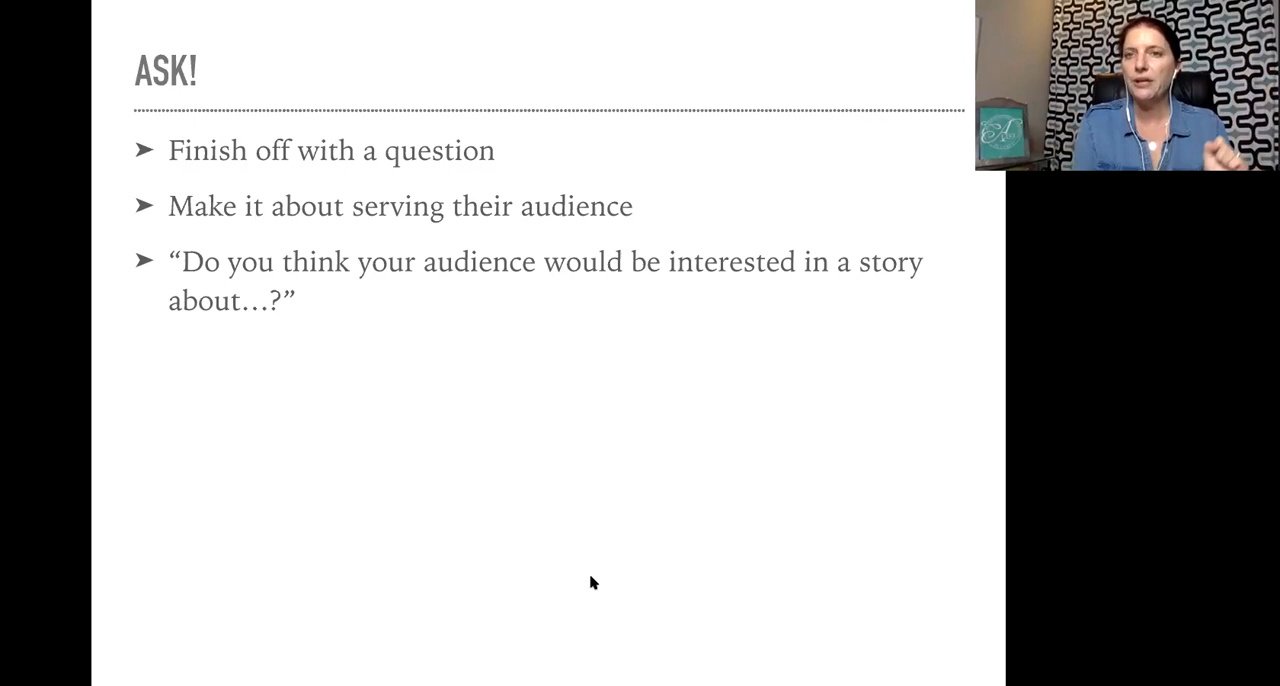 ASK!
➤ Finish off with a question
➤ Make it about serving their audience
➤ “Do you think your audience would be interested in a story
about…?”